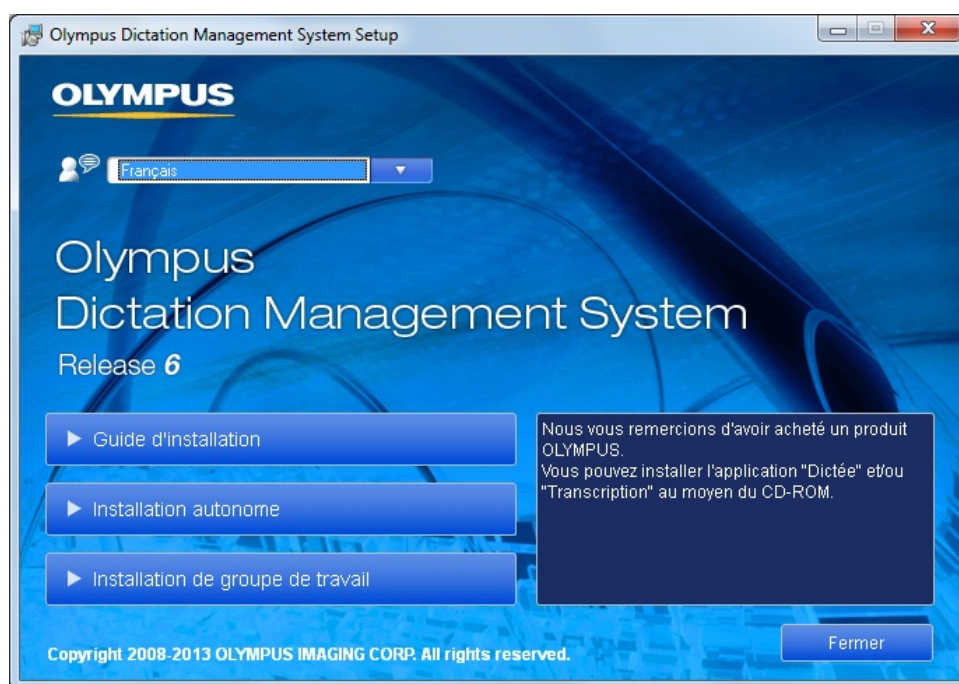 Olympus Dictation Management System Setup
OLYMPUS
Français
Olympus
Dictation Management System
Release 6
Guide d'installation
Installation autonome
Installation de groupe de travail
Nous vous remercions d'avoir acheté un produit
OLYMPUS.
Vous pouvez installer l'application "Dictée" et/ou
"Transcription" au moyen du CD-ROM.
Fermer
Copyright 2008-2013 OLYMPUS IMAGING CORP. All rights reserved.